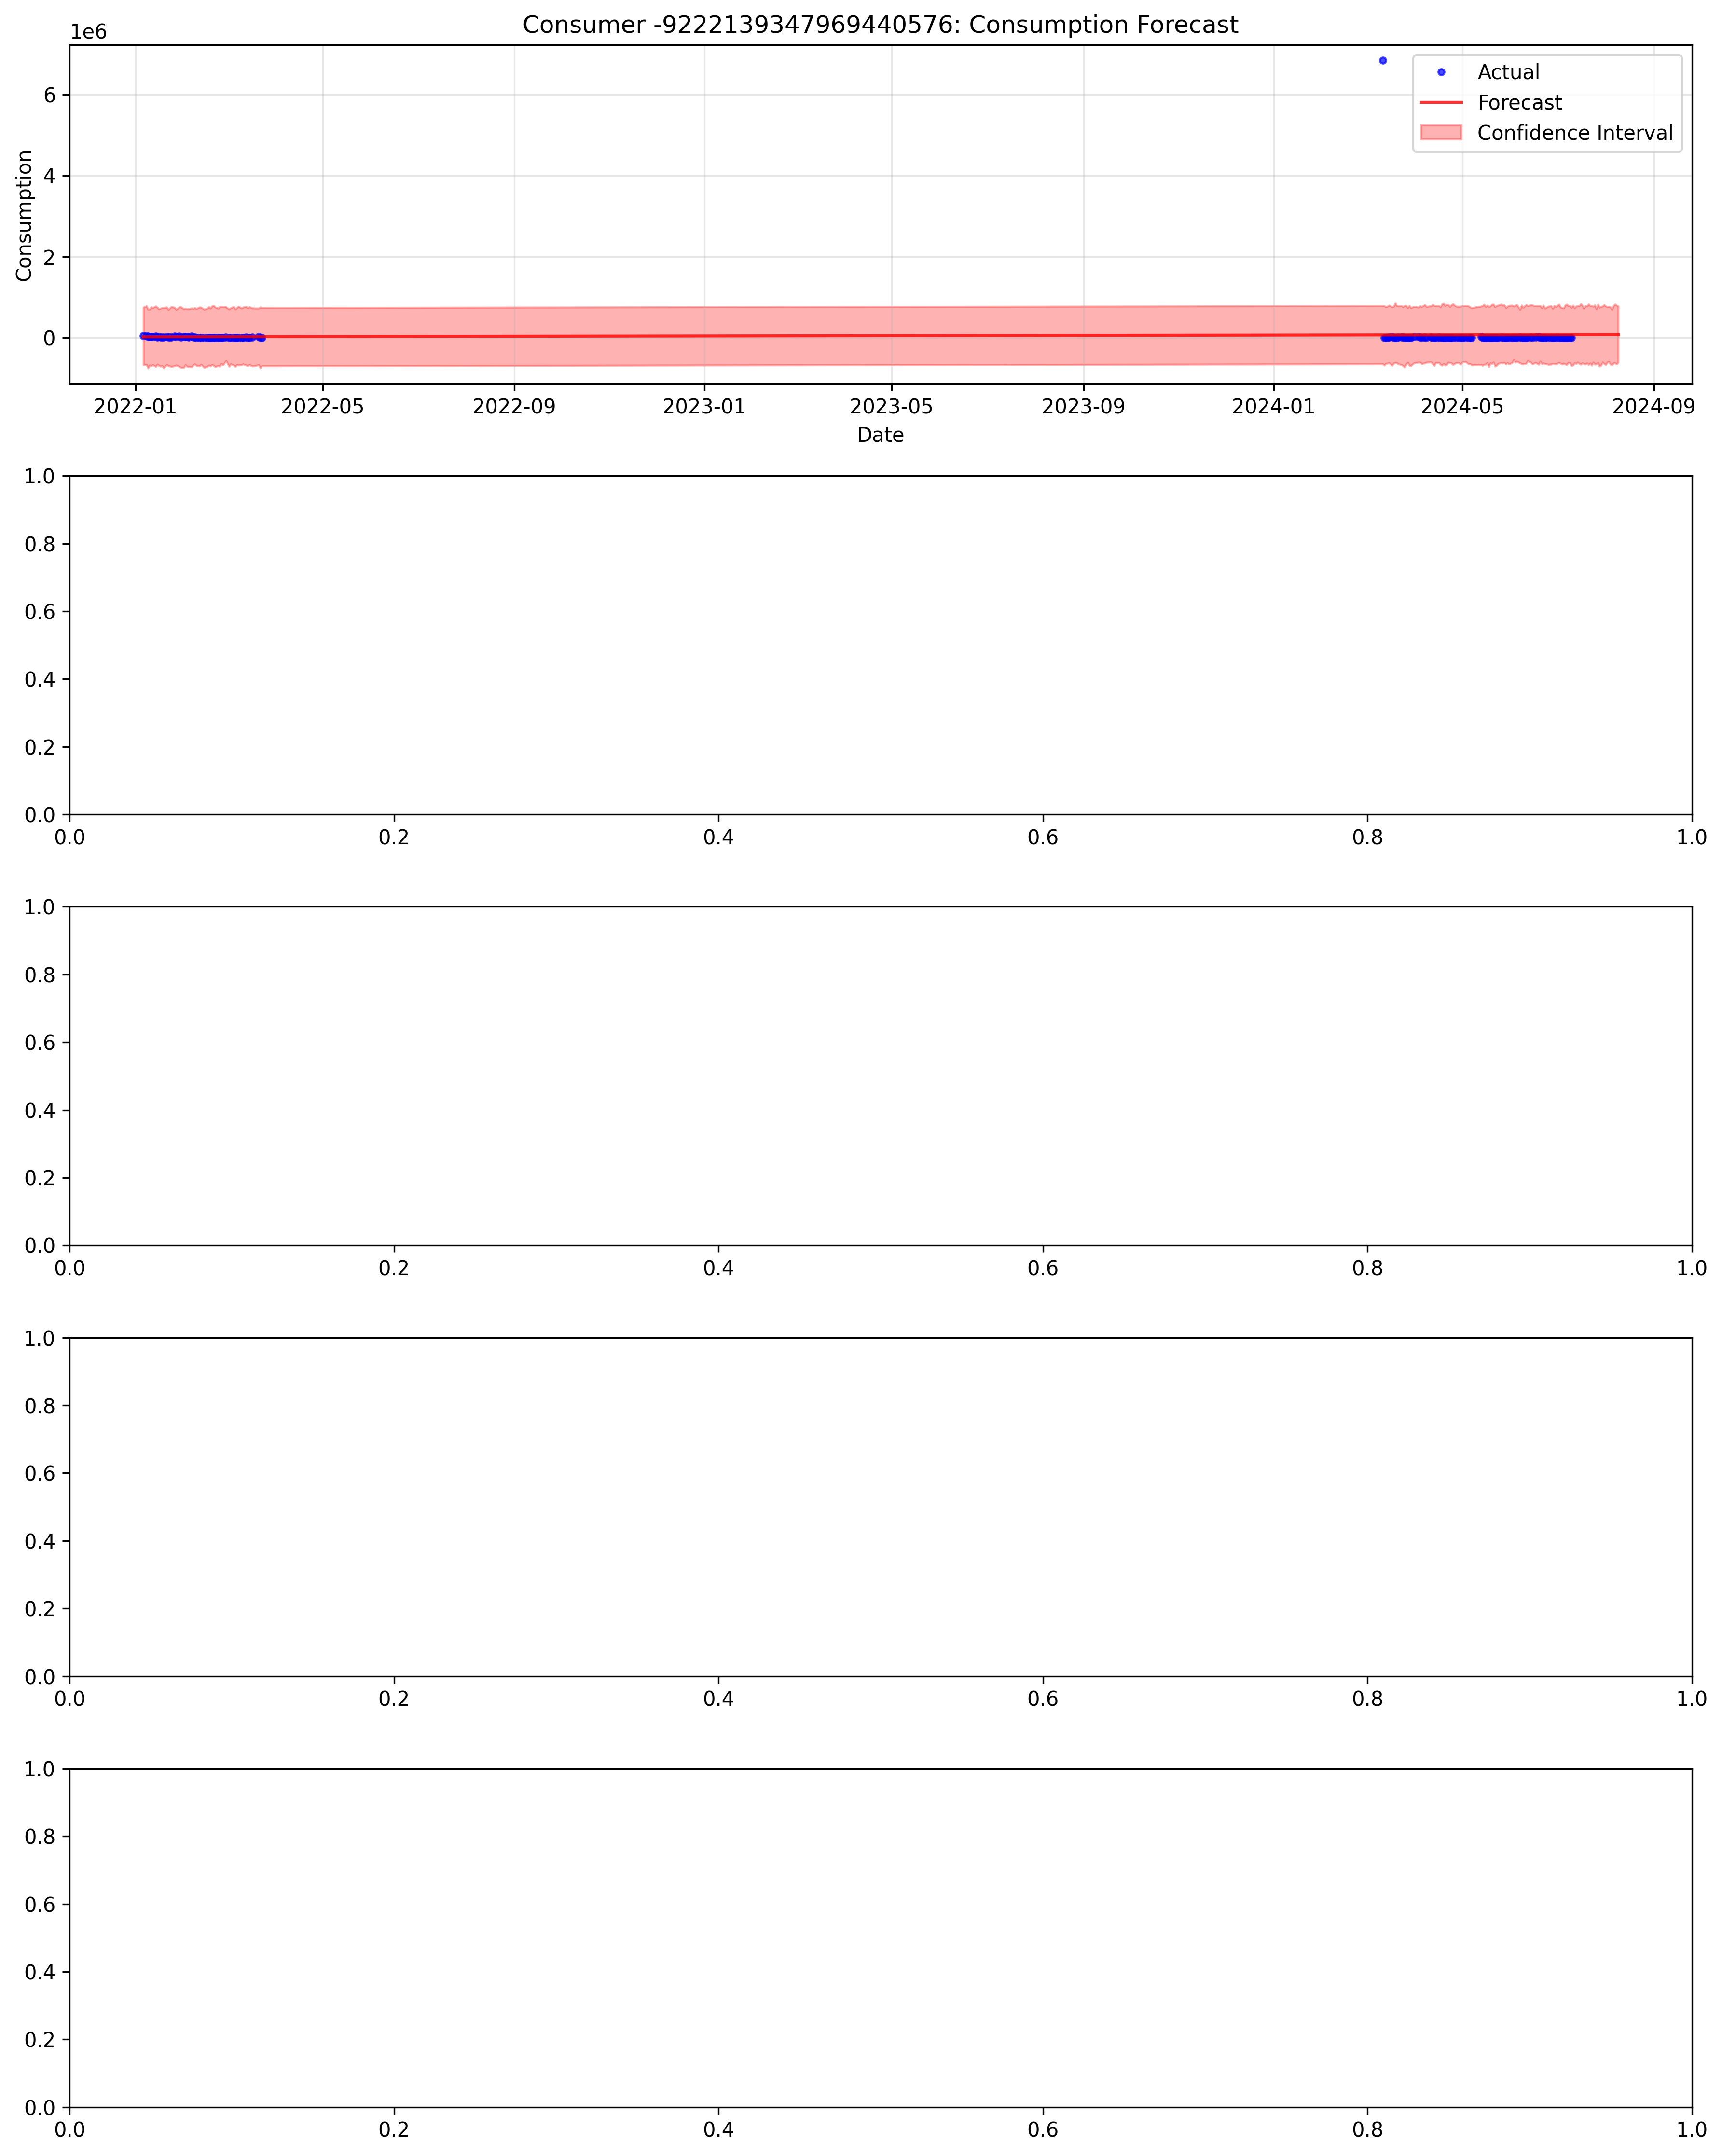 Consumer -9222139347969440576: Consumption Forecast
1e6
Actual
Forecast
Confidence Interval
Consumption
6
4
2
0
2022-01 2022-05 2022-09 2023-01 2023-05 2023-09 2024-01 2024-05 2024-09
Date
1.0
0.8
0.6
0.4
0.2
0.0
0.0 0.2 0.4 0.6 0.8 1.0
1.0
0.8
0.6
0.4
0.2
0.0
0.0 0.2 0.4 0.6 0.8 1.0
1.0
0.8
0.6
0.4
0.2
0.0
0.0 0.2 0.4 0.6 0.8 1.0
1.0
0.8
0.6
0.4
0.2
0.0
0.0 0.2 0.4 0.6 0.8 1.0